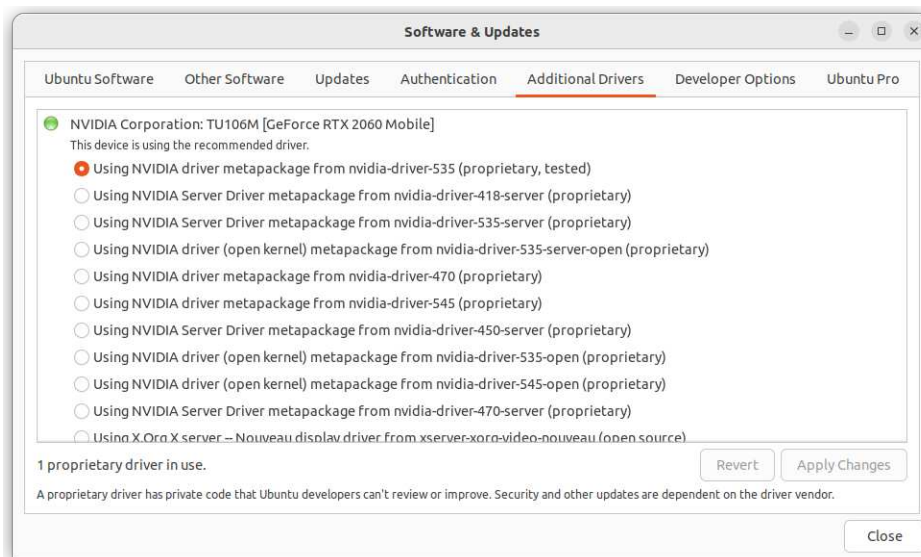 Software & Updates
Ubuntu Software Other Software Updates Authentication Additional Drivers Developer Options Ubuntu Pro
NVIDIA Corporation: TU106M [GeForce RTX 2060 Mobile]
This device is using the recommended driver.
Using NVIDIA driver metapackage from nvidia-driver-535 (proprietary, tested)
Using NVIDIA Server Driver metapackage from nvidia-driver-418-server (proprietary)
Using NVIDIA Server Driver metapackage from nvidia-driver-535-server (proprietary)
Using NVIDIA driver (open kernel) metapackage from nvidia-driver-535-server-open (proprietary)
Using NVIDIA driver metapackage from nvidia-driver-470 (proprietary)
Using NVIDIA driver metapackage from nvidia-driver-545 (proprietary)
Using NVIDIA Server Driver metapackage from nvidia-driver-450-server (proprietary)
Using NVIDIA driver (open kernel) metapackage from nvidia-driver-535-open (proprietary)
Using NVIDIA driver (open kernel) metapackage from nvidia-driver-545-open (proprietary)
Using NVIDIA Server Driver metapackage from nvidia-driver-470-server (proprietary)
Using X.Org X server -- Nouveau display driver from xserver-xorg-video-nouveau (open source)
1 proprietary driver in use.
Revert Apply Changes
A proprietary driver has private code that Ubuntu developers can't review or improve. Security and other updates are dependent on the driver vendor.
Close